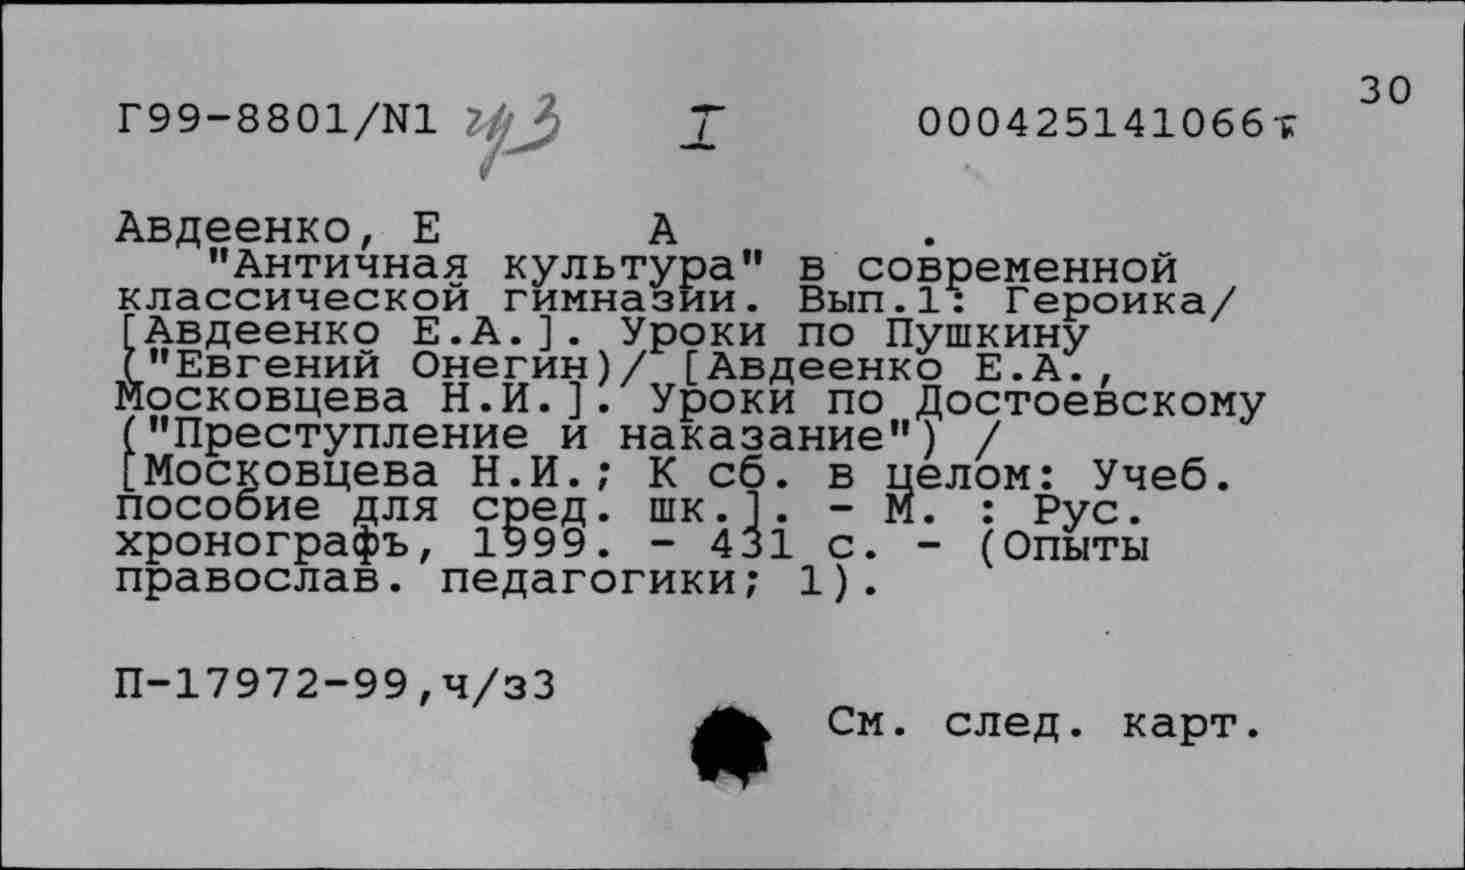 30
Г99-8801/N1 I 000425141066
Авдеенко, Е А .
"Античная культура" в современной
классической гимназии. Вып.1: Героика/
[Авдеенко Е.А.]. Уроки по Пушкину
("Евгений Онегин)/ [Авдеенко Е.А.,
Московцева Н.И.]. Уроки по Достоевскому
("Преступление и наказание") /
[Московцева Н.И.; К сб. в целом: Учеб.
пособие для сред. шк.]. - М. : Рус.
хронографъ, 1999. - 431 с. - (Опыты
православ. педагогики; 1).
П-17972-99,ч/з3
См. след. карт.